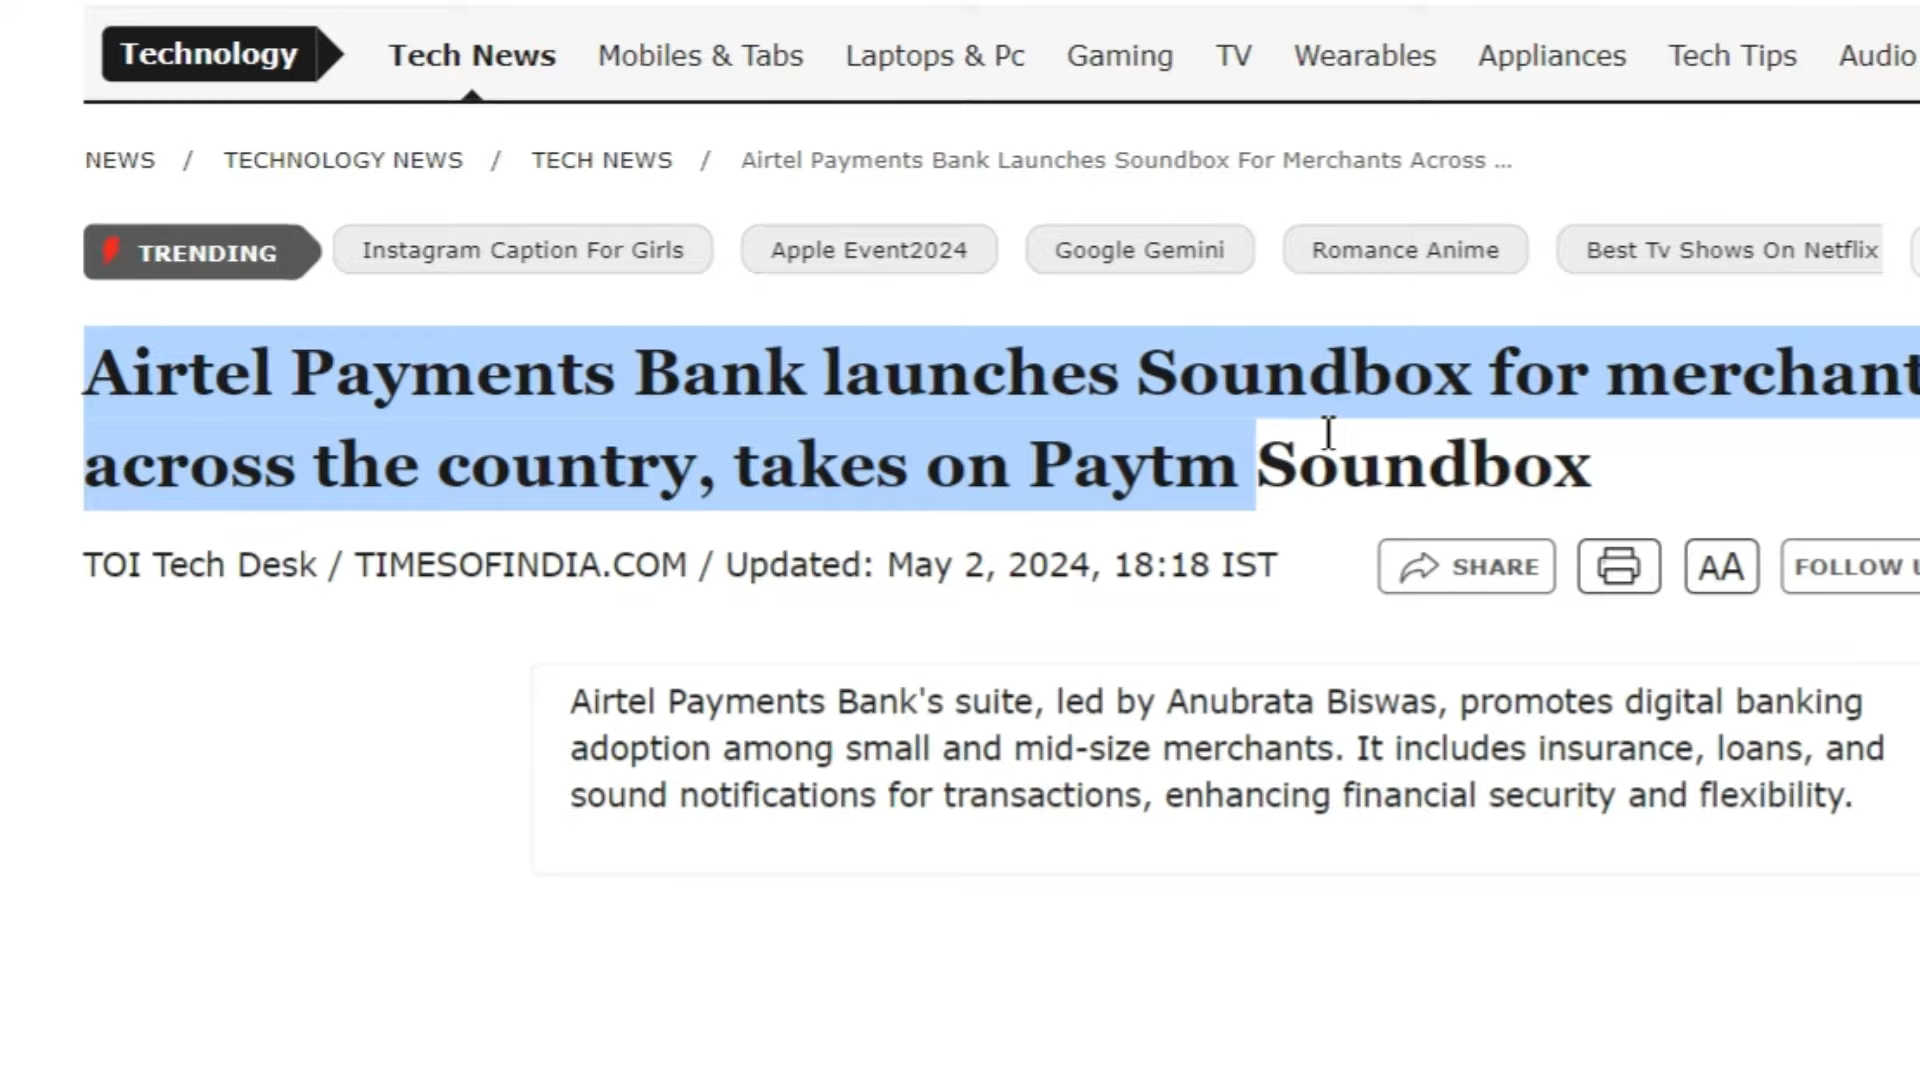 Technology Tech News Mobiles & Tabs Laptops & Pc Gaming TV Wearables Appliances Tech Tips Audio
NEWS / TECHNOLOGY NEWS / TECH NEWS / Airtel Payments Bank Launches Soundbox For Merchants Across ...
TRENDING Instagram Caption For Girls Apple Event2024 Google Gemini Romance Anime Best Tv Shows On Netflix
Airtel Payments Bank launches Soundbox for merchant
across the country, takes on Paytm Soundbox
TOI Tech Desk / TIMESOFINDIA.COM / Updated: May 2, 2024, 18:18 IST SHARE AA FOLLOW U
Airtel Payments Bank's suite, led by Anubrata Biswas, promotes digital banking
adoption among small and mid-size merchants. It includes insurance, loans, and
sound notifications for transactions, enhancing financial security and flexibility.